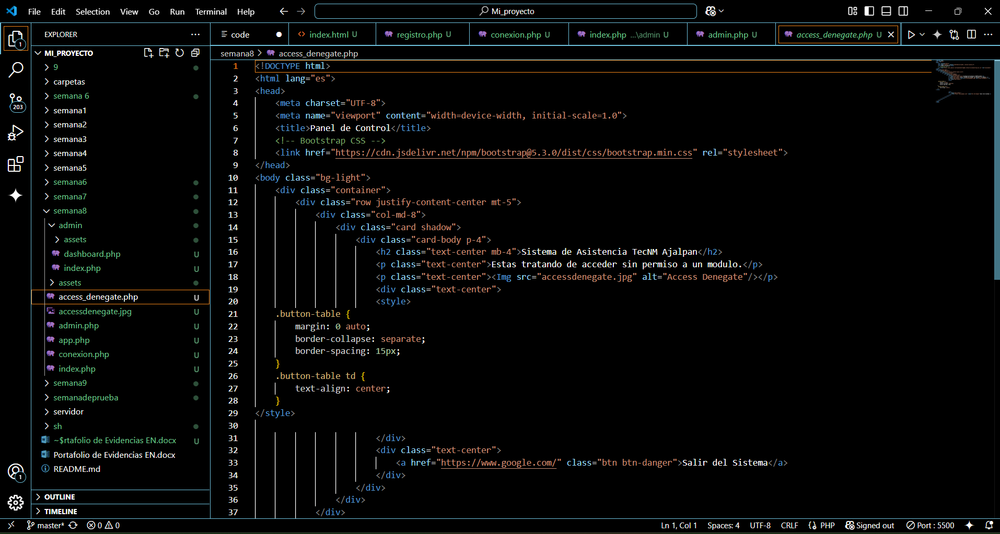 File Edit Selection View Go Run Terminal Help
Mi_proyecto
EXPLORER
code
index.html U
registro.php U
conexion.php U
index.php ...\admin U
admin.php U
access_denegate.php U
MI_PROYECTO
9
carpetas
semana 6
semana1
semana2
semana3
semana4
semana5
semana6
semana7
semana8
admin
assets
dashboard.php U
index.php U
assets
access_denegate.php U
accessdenegate.jpg U
admin.php U
app.php U
conexion.php U
index.php U
semana9
semanadeprueba
servidor
sh
~$rtafolio de Evidencias EN.docx U
Portafolio de Evidencias EN.docx
README.md
OUTLINE
TIMELINE
1
203
1
semana8 > access_denegate.php
1 <!DOCTYPE html>
2 <html lang="es">
3 <head>
4 <meta charset="UTF-8">
5 <meta name="viewport" content="width=device-width, initial-scale=1.0">
6 <title>Panel de Control</title>
7 <!-- Bootstrap CSS -->
8 <link href="https://cdn.jsdelivr.net/npm/bootstrap@5.3.0/dist/css/bootstrap.min.css" rel="stylesheet">
9 </head>
10 <body class="bg-light">
11 <div class="container">
12 <div class="row justify-content-center mt-5">
13 <div class="col-md-8">
14 <div class="card shadow">
15 <div class="card-body p-4">
16 <h2 class="text-center mb-4">Sistema de Asistencia TecNM Ajalpan</h2>
17 <p class="text-center">Estas tratando de acceder sin permiso a un modulo.</p>
18 <p class="text-center"><Img src="accessdenegate.jpg" alt="Access Denegate"/></p>
19 <div class="text-center">
20 <style>
21 .button-table {
22 margin: 0 auto;
23 border-collapse: separate;
24 border-spacing: 15px;
25 }
26 .button-table td {
27 text-align: center;
28 }
29 </style>
30
31 </div>
32 <div class="text-center">
33 <a href="https://www.google.com/" class="btn btn-danger">Salir del Sistema</a>
34 </div>
35 </div>
36 </div>
37 </div>
master* 0 0
Ln 1, Col 1 Spaces: 4 UTF-8 CRLF {} PHP Signed out Port : 5500